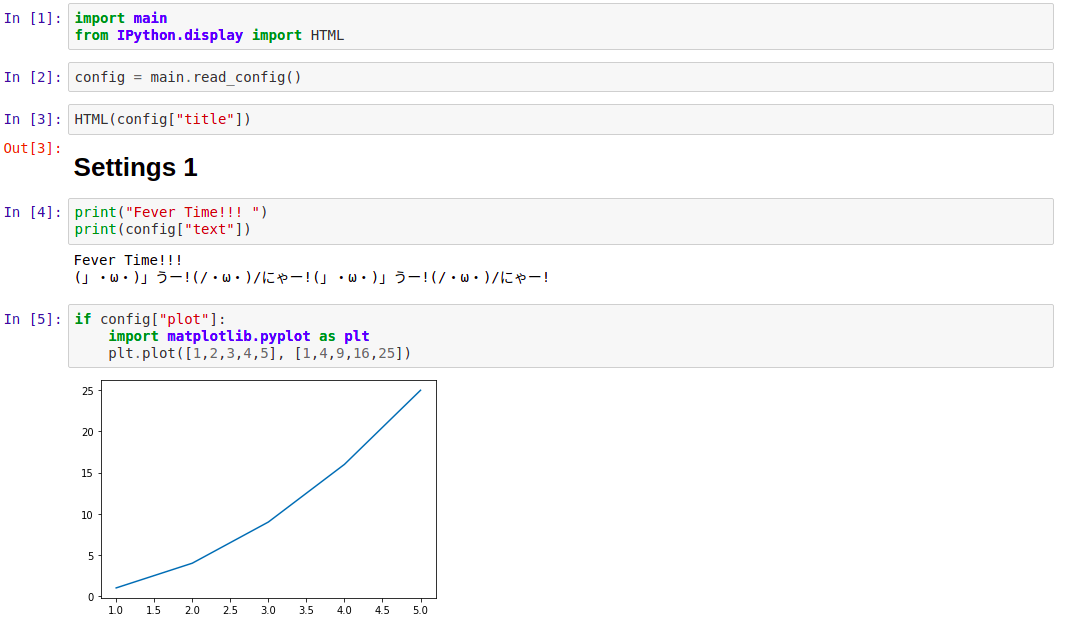 In [1]: import main
from IPython.display import HTML
In [2]: config = main.read_config()
In [3]: HTML(config["title"])
Out[3]:
Settings 1
In [4]: print("Fever Time!!! ")
print(config["text"])
Fever Time!!!
(」・ω・)」うー!(/・ω・)/にゃー!(」・ω・)」うー!(/・ω・)/にゃー!
In [5]: if config["plot"]:
    import matplotlib.pyplot as plt
    plt.plot([1,2,3,4,5], [1,4,9,16,25])
25
20
15
10
5
0
1.0 1.5 2.0 2.5 3.0 3.5 4.0 4.5 5.0